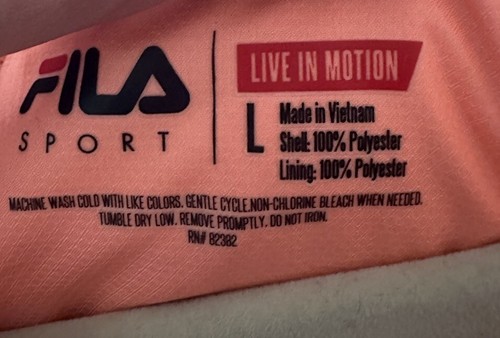 FILA
SPORT
LIVE IN MOTION
L
Made in Vietnam
Shell: 100% Polyester
Lining: 100% Polyester
MACHINE WASH COLD WITH LIKE COLORS. GENTLE CYCLE.NON-CHLORINE BLEACH WHEN NEEDED.
TUMBLE DRY LOW. REMOVE PROMPTLY. DO NOT IRON.
RN# 82382